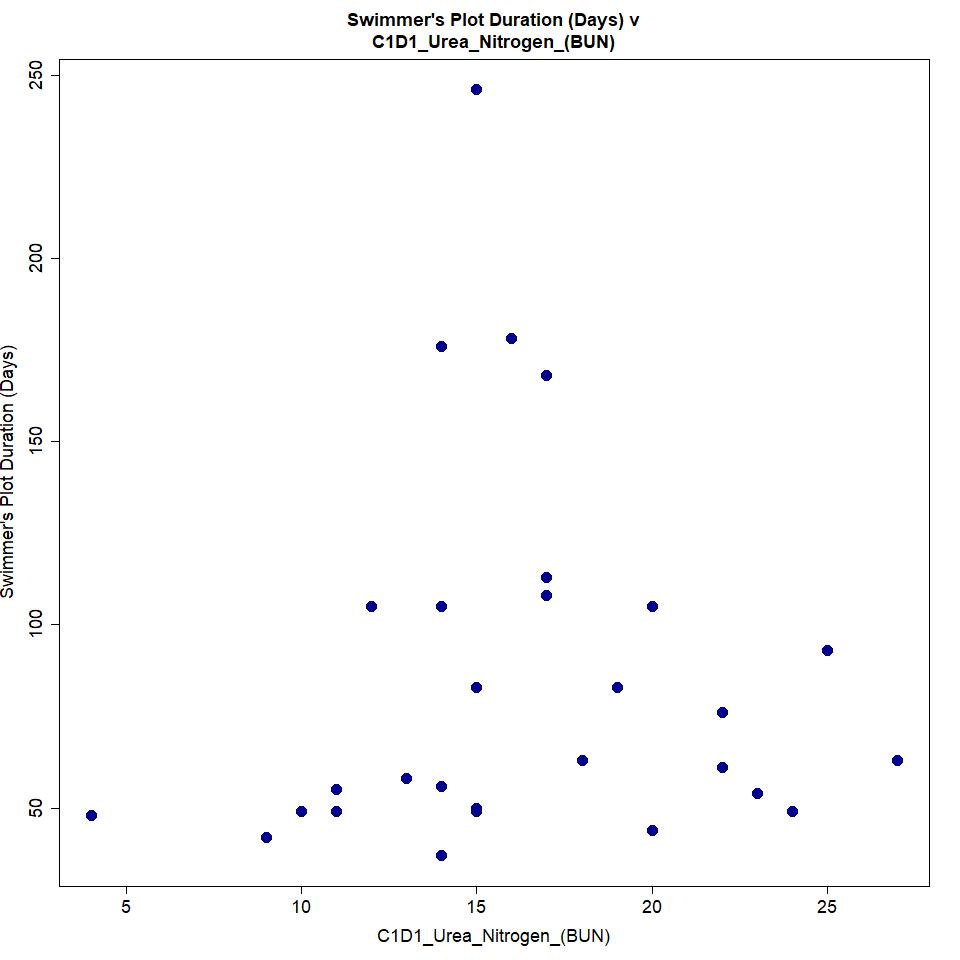 Swimmer's Plot Duration (Days) v
C1D1_Urea_Nitrogen_(BUN)
250
200
150
100
50
Swimmer's Plot Duration (Days)
5 10 15 20 25
C1D1_Urea_Nitrogen_(BUN)